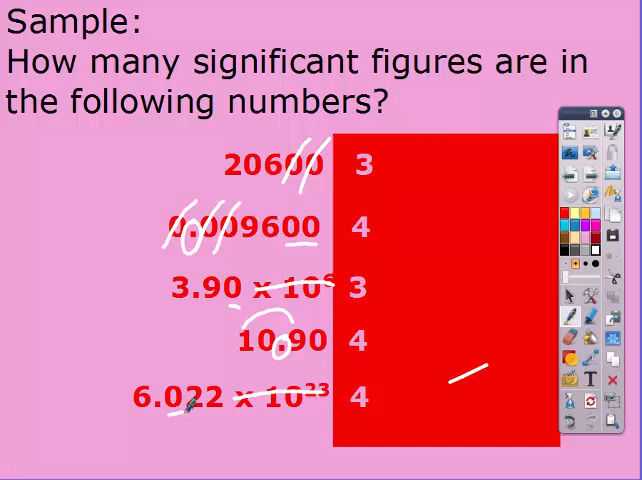 Sample:
How many significant figures are in
the following numbers?
20600 3
0.009600 4
3.90 x 10⁶ 3
10.90 4
6.022 x 10²³ 4
T